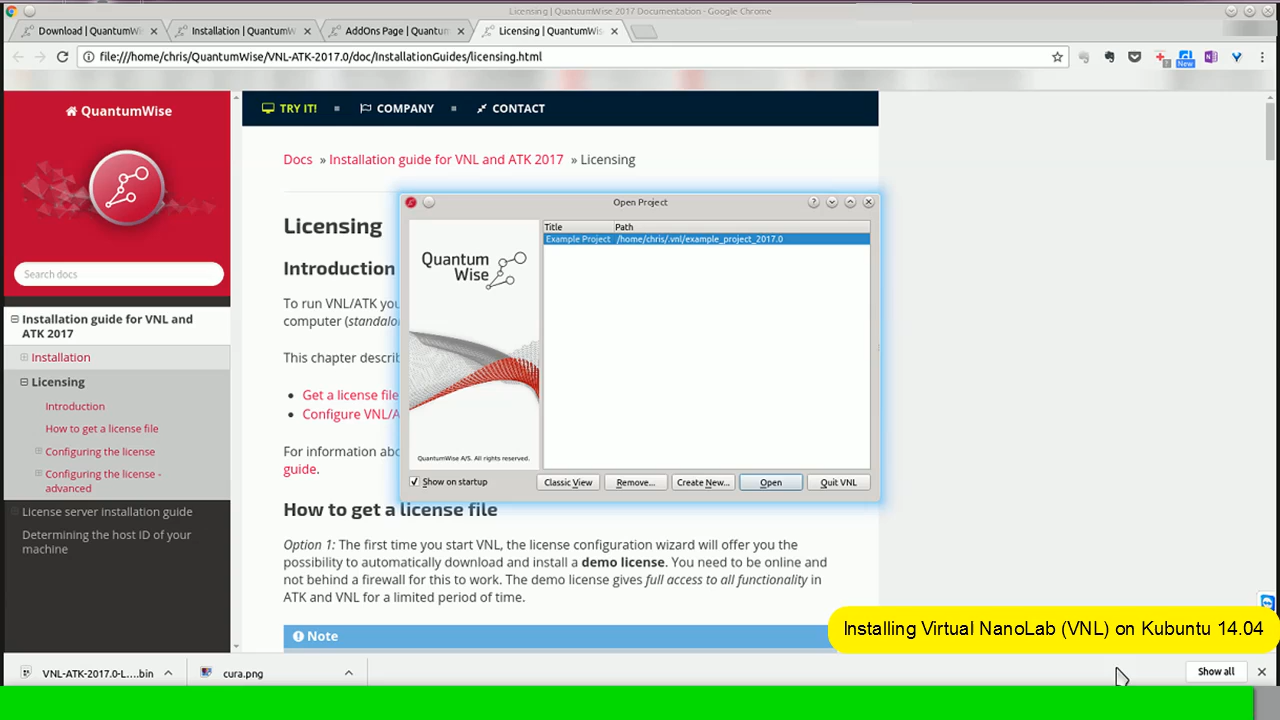 Licensing | QuantumWise 2017 Documentation - Google Chrome
Download | QuantumWi
Installation | QuantumW
AddOns Page | Quantum
Licensing | QuantumWise
file:///home/chris/QuantumWise/VNL-ATK-2017.0/doc/InstallationGuides/licensing.html
New
QuantumWise
TRY IT!
COMPANY
CONTACT
Search docs
Installation guide for VNL and
ATK 2017
Installation
Licensing
Introduction
How to get a license file
Configuring the license
Configuring the license -
advanced
License server installation guide
Determining the host ID of your
machine
Docs » Installation guide for VNL and ATK 2017 » Licensing
Licensing
Introduction
To run VNL/ATK you
computer (standalo
This chapter describ
Get a license file
Configure VNL/A
For information abo
guide.
Open Project
Title Path
Example Project /home/chris/.vnl/example_project_2017.0
Quantum
Wise
QuantumWise A/S. All rights reserved.
Show on startup
Classic View
Remove...
Create New...
Open
Quit VNL
How to get a license file
Option 1: The first time you start VNL, the license configuration wizard will offer you the
possibility to automatically download and install a demo license. You need to be online and
not behind a firewall for this to work. The demo license gives full access to all functionality in
ATK and VNL for a limited period of time.
Note
Installing Virtual NanoLab (VNL) on Kubuntu 14.04
VNL-ATK-2017.0-L....bin
cura.png
Show all